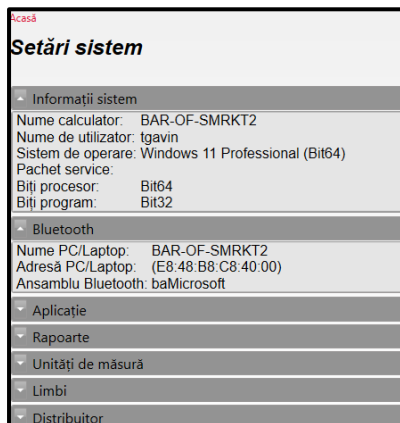 Acasă
Setări sistem
Informații sistem
Nume calculator: BAR-OF-SMRKT2
Nume de utilizator: tgavin
Sistem de operare: Windows 11 Professional (Bit64)
Pachet service:
Biți procesor: Bit64
Biți program: Bit32
Bluetooth
Nume PC/Laptop: BAR-OF-SMRKT2
Adresă PC/Laptop: (E8:48:B8:C8:40:00)
Ansamblu Bluetooth: baMicrosoft
Aplicație
Rapoarte
Unități de măsură
Limbi
Distribuitor